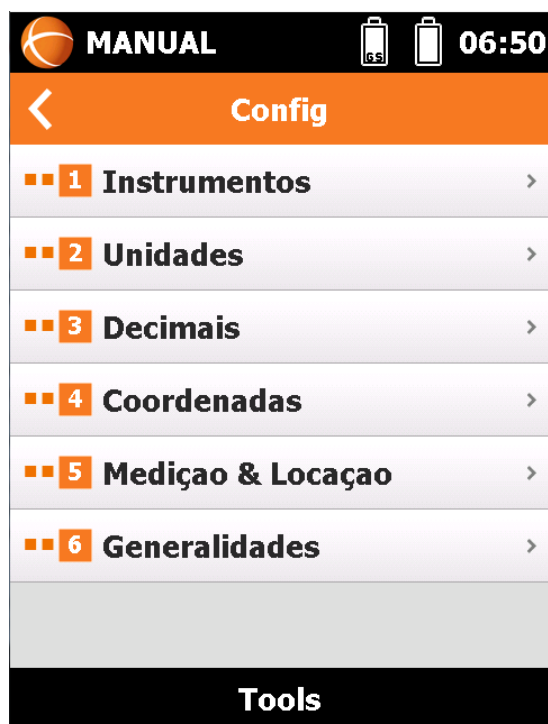 MANUAL GS 06:50
Config
1 Instrumentos
2 Unidades
3 Decimais
4 Coordenadas
5 Mediçao & Locaçao
6 Generalidades
Tools